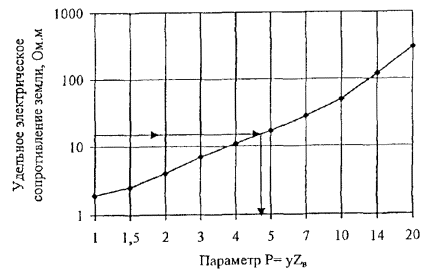 Удельное электрическое
сопротивление земли, Ом.м
1000
100
10
1
1 1,5 2 3 4 5 7 10 14 20
Параметр P= yZв